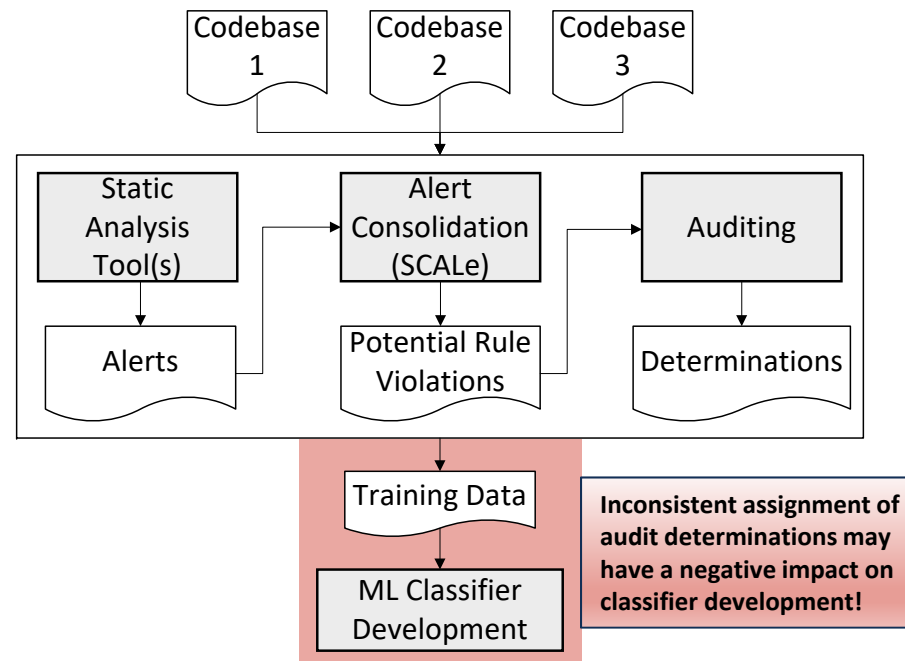 Codebase
1
Codebase
2
Codebase
3
Static
Analysis
Tool(s)
Alert
Consolidation
(SCALe)
Auditing
Alerts
Potential Rule
Violations
Determinations
Training Data
ML Classifier
Development
Inconsistent assignment of
audit determinations may
have a negative impact on
classifier development!